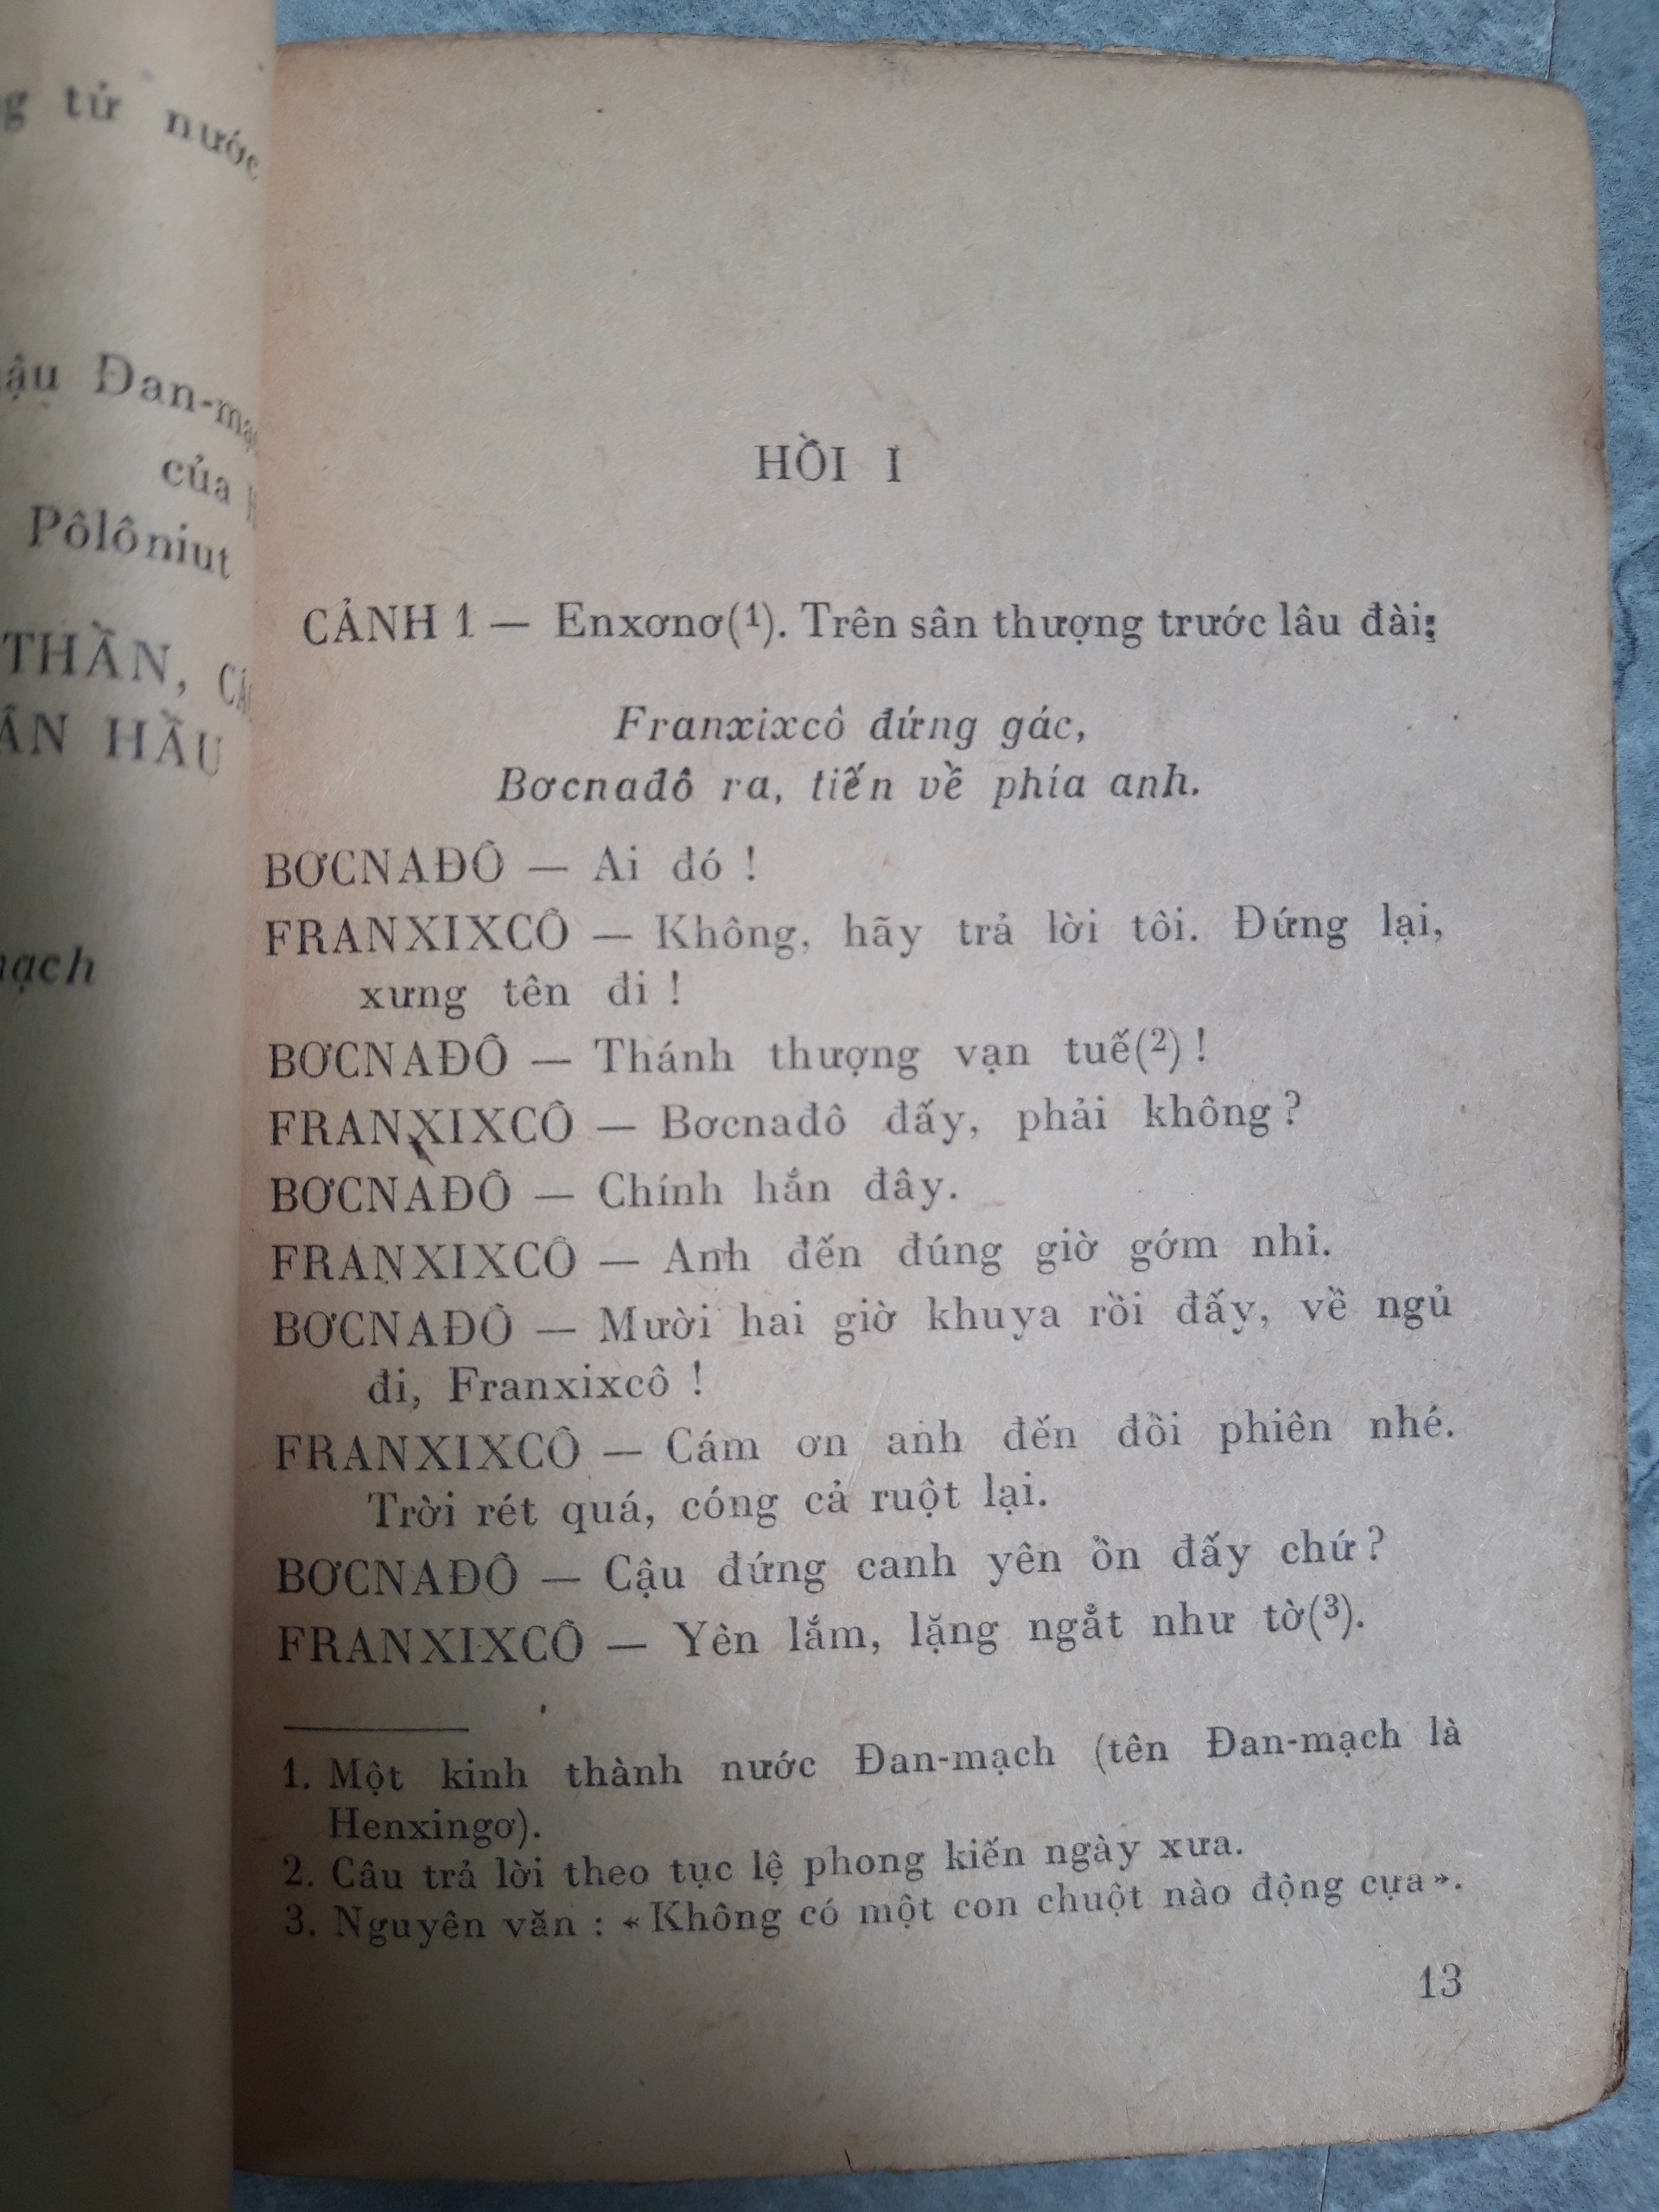 tử nước
Đan-mạ
của
Pôlôniut
THẦN,
HẦU
HỒI I
CẢNH 1 — Enxơnơ(1). Trên sân thượng trước lâu đài:
Franxixcô đứng gác,
Bơcnađô ra, tiến về phía anh.
BƠCNAĐÔ — Ai đó !
FRANXIXCÔ — Không, hãy trả lời tôi. Đứng lại,
xưng tên đi !
BƠCNAĐÔ — Thánh thượng vạn tuế(2) !
FRANXIXCÔ — Bơcnađô đấy, phải không ?
BƠCNAĐÔ — Chính hắn đây.
FRANXIXCÔ — Anh đến đúng giờ gớm nhỉ.
BƠCNAĐÔ — Mười hai giờ khuya rồi đấy, về ngủ
đi, Franxixcô !
FRANXIXCÔ — Cám ơn anh đến đổi phiên nhé.
Trời rét quá, cóng cả ruột lại.
BƠCNAĐÔ — Cậu đứng canh yên ổn đấy chứ ?
FRANXIXCÔ — Yên lắm, lặng ngắt như tờ(3).
1. Một kinh thành nước Đan-mạch (tên Đan-mạch là
Henxingơ).
2. Câu trả lời theo tục lệ phong kiến ngày xưa.
3. Nguyên văn : « Không có một con chuột nào động cựa ».
13